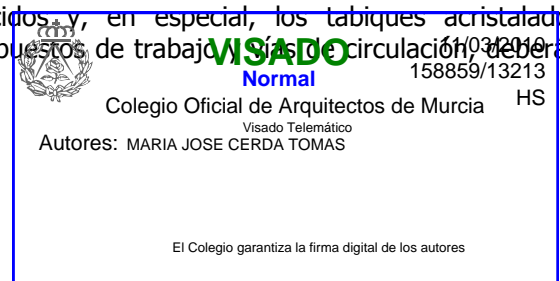 cidos y, en especial, los tabiques acristalad
puestos de trabajo y vías de circulación, deberá
VISADO 11/03/2010
Normal 158859/13213
Colegio Oficial de Arquitectos de Murcia HS
Visado Telemático
Autores: MARIA JOSE CERDA TOMAS
El Colegio garantiza la firma digital de los autores